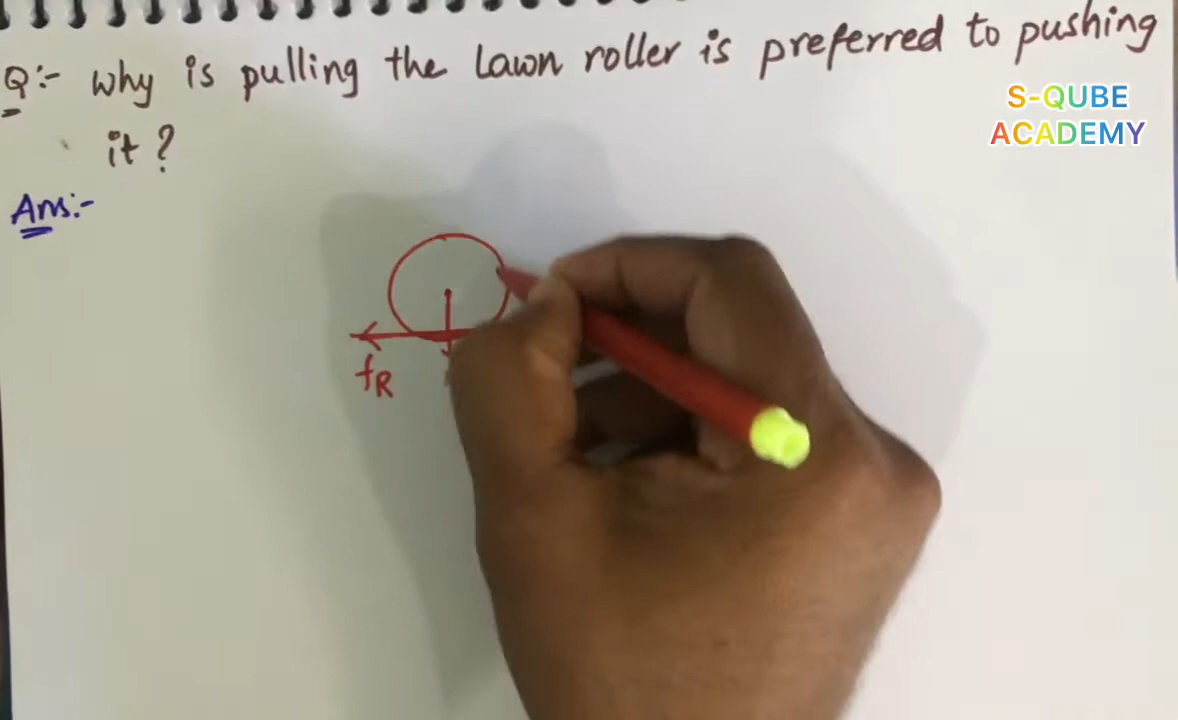 Q:- Why is pulling the lawn roller is preferred to pushing
it ?
S-QUBE
ACADEMY
Ans:-
fR